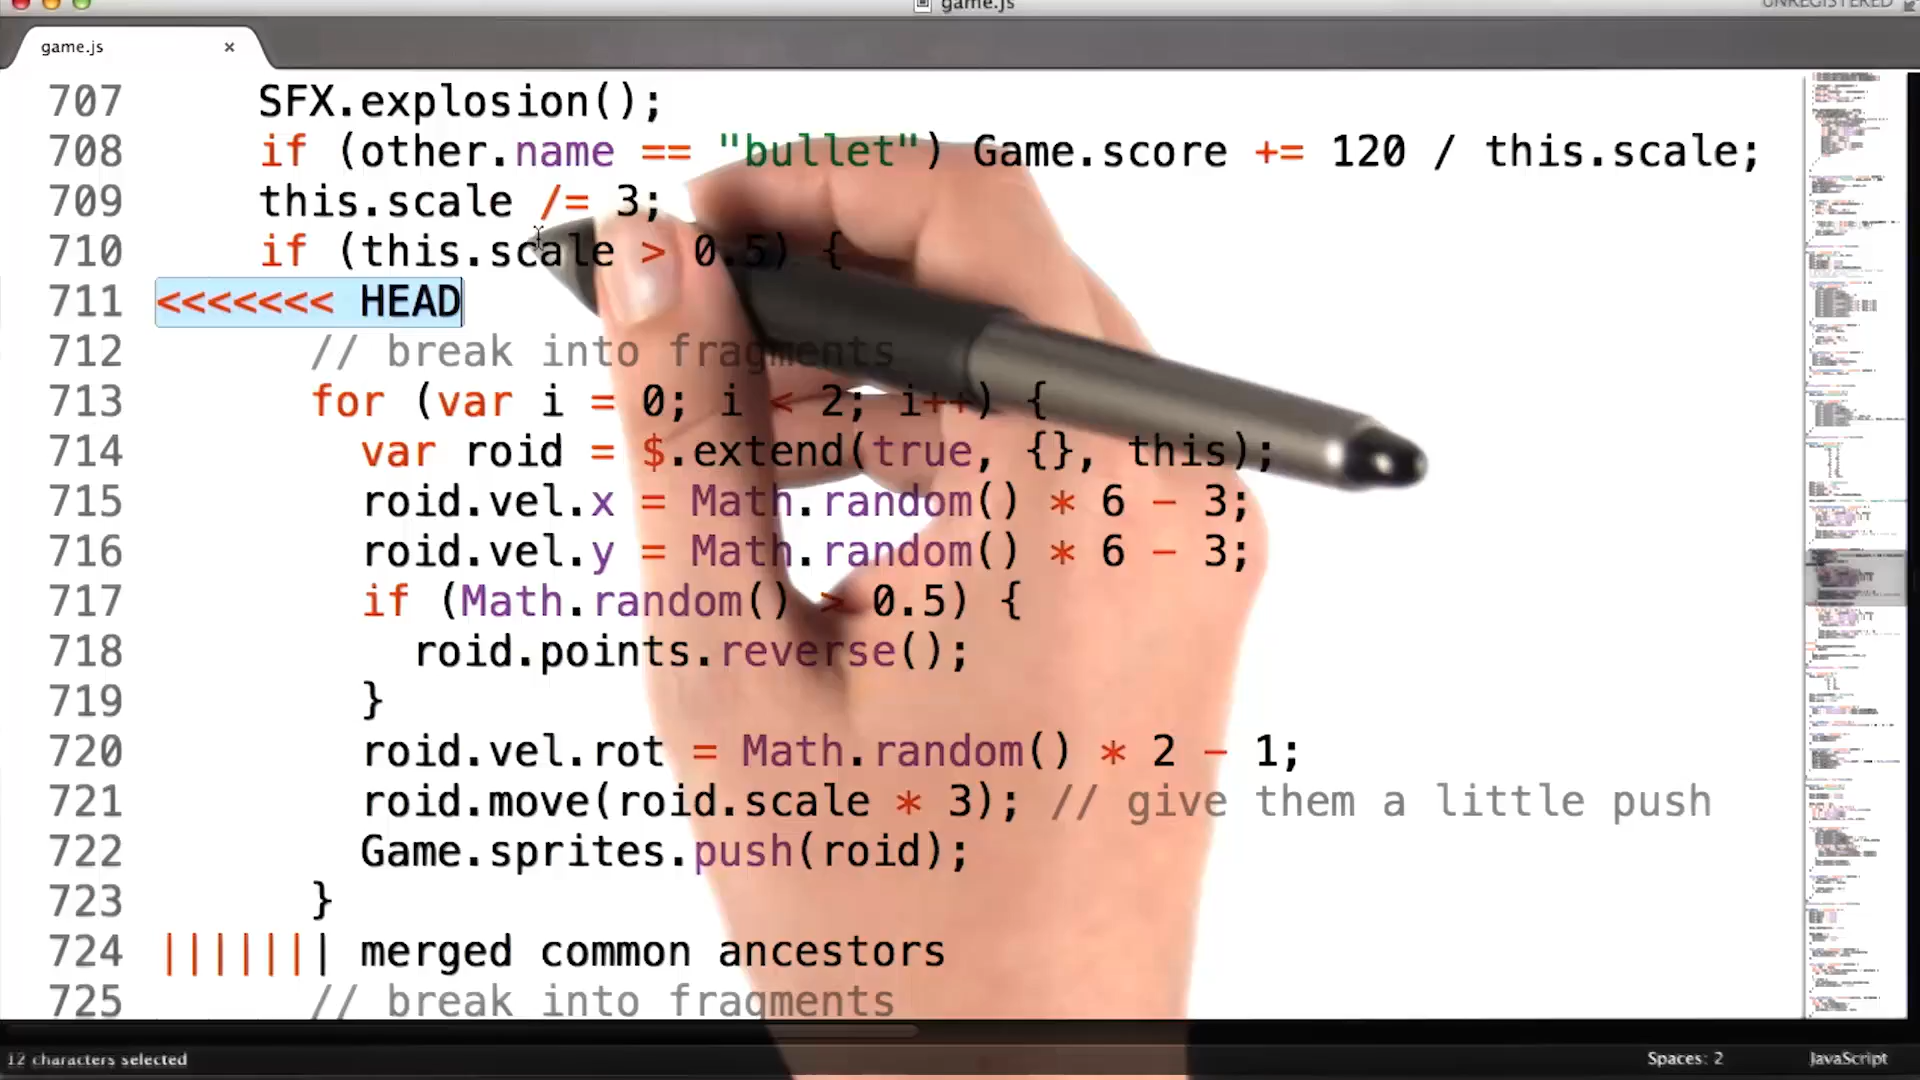 game.js
UNREGISTERED
game.js ×
707 SFX.explosion();
708 if (other.name == "bullet") Game.score += 120 / this.scale;
709 this.scale /= 3;
710 if (this.scale > 0.5) {
711 <<<<<<< HEAD
712 // break into fragments
713 for (var i = 0; i < 2; i++) {
714 var roid = $.extend(true, {}, this);
715 roid.vel.x = Math.random() * 6 - 3;
716 roid.vel.y = Math.random() * 6 - 3;
717 if (Math.random() > 0.5) {
718 roid.points.reverse();
719 }
720 roid.vel.rot = Math.random() * 2 - 1;
721 roid.move(roid.scale * 3); // give them a little push
722 Game.sprites.push(roid);
723 }
724 ||||||| merged common ancestors
725 // break into fragments
12 characters selected
Spaces: 2
JavaScript